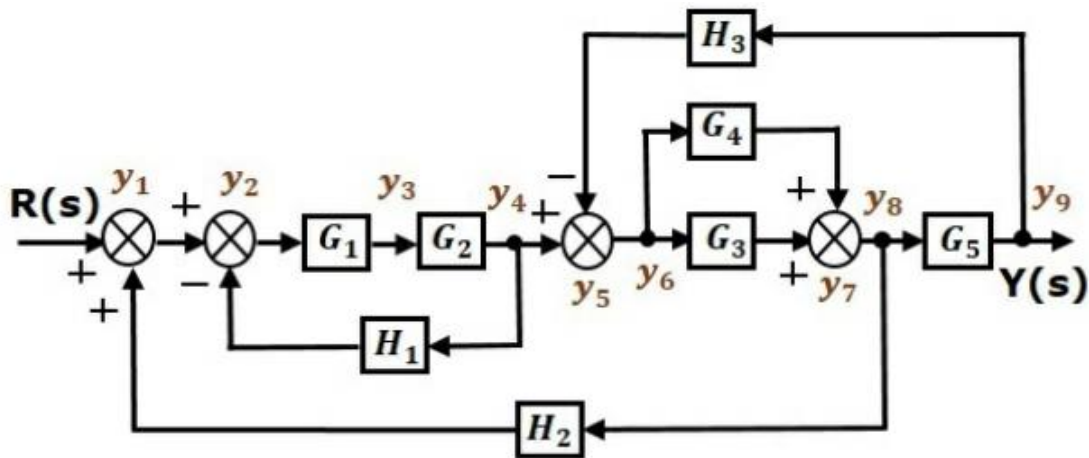 H₃
G₄
−
y₁ y₂ y₃ y₄ + y₈ y₉
R(s) + +
G₁ G₂ G₃ G₅
+ − y₅ y₆ + y₇ Y(s)
+
H₁
H₂